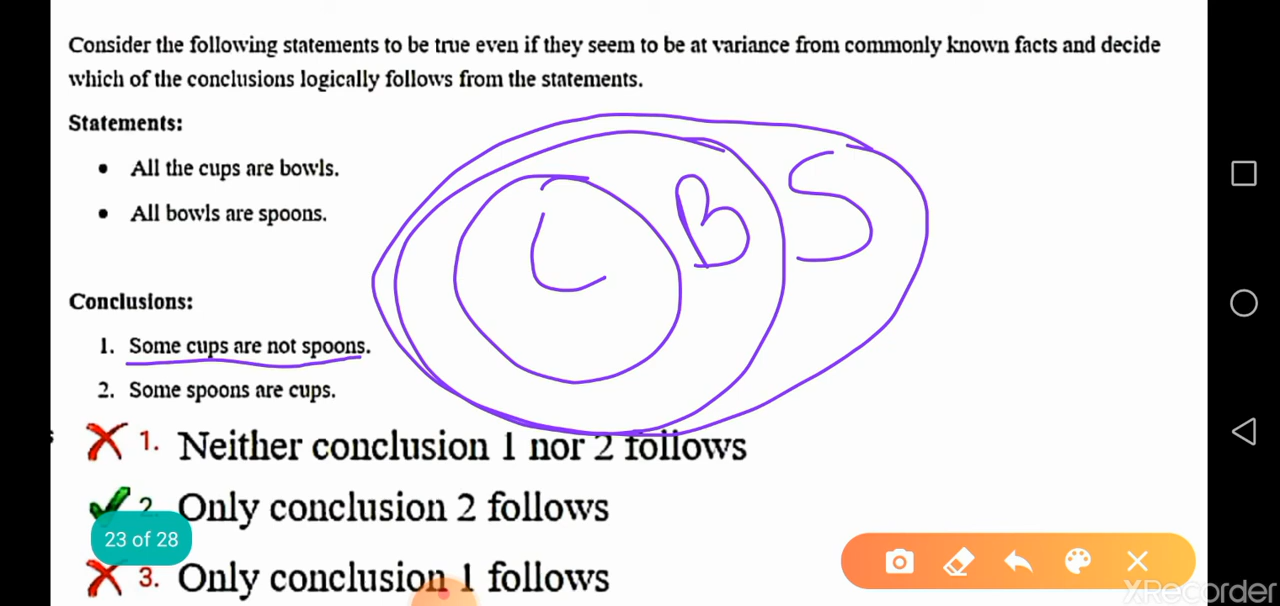 Consider the following statements to be true even if they seem to be at variance from commonly known facts and decide
which of the conclusions logically follows from the statements.
Statements:
• All the cups are bowls.
• All bowls are spoons.
C B S
Conclusions:
1. Some cups are not spoons.
2. Some spoons are cups.
1. Neither conclusion 1 nor 2 follows
2. Only conclusion 2 follows
23 of 28
3. Only conclusion 1 follows
XRecorder